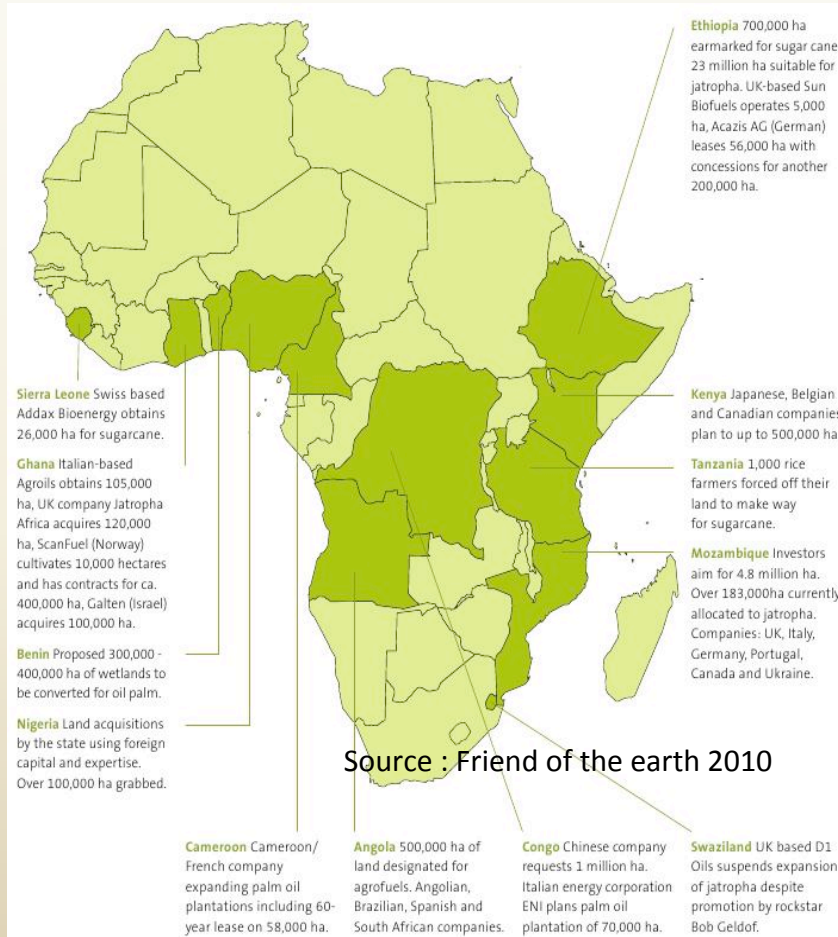 Ethiopia 700,000 ha
earmarked for sugar cane
23 million ha suitable for
jatropha. UK-based Sun
Biofuels operates 5,000
ha, Acazis AG (German)
leases 56,000 ha with
concessions for another
200,000 ha.
Sierra Leone Swiss based
Addax Bioenergy obtains
26,000 ha for sugarcane.
Ghana Italian-based
Agroils obtains 105,000
ha, UK company Jatropha
Africa acquires 120,000
ha, ScanFuel (Norway)
cultivates 10,000 hectares
and has contracts for ca.
400,000 ha, Galten (Israel)
acquires 100,000 ha.
Benin Proposed 300,000 -
400,000 ha of wetlands to
be converted for oil palm.
Nigeria Land acquisitions
by the state using foreign
capital and expertise.
Over 100,000 ha grabbed.
Kenya Japanese, Belgian
and Canadian companies
plan to up to 500,000 ha
Tanzania 1,000 rice
farmers forced off their
land to make way
for sugarcane.
Mozambique Investors
aim for 4.8 million ha.
Over 183,000ha currently
allocated to jatropha.
Companies: UK, Italy,
Germany, Portugal,
Canada and Ukraine.
Source : Friend of the earth 2010
Cameroon Cameroon/
French company
expanding palm oil
plantations including 60-
year lease on 58,000 ha.
Angola 500,000 ha of
land designated for
agrofuels. Angolian,
Brazilian, Spanish and
South African companies.
Congo Chinese company
requests 1 million ha.
Italian energy corporation
ENI plans palm oil
plantation of 70,000 ha.
Swaziland UK based D1
Oils suspends expansion
of jatropha despite
promotion by rockstar
Bob Geldof.